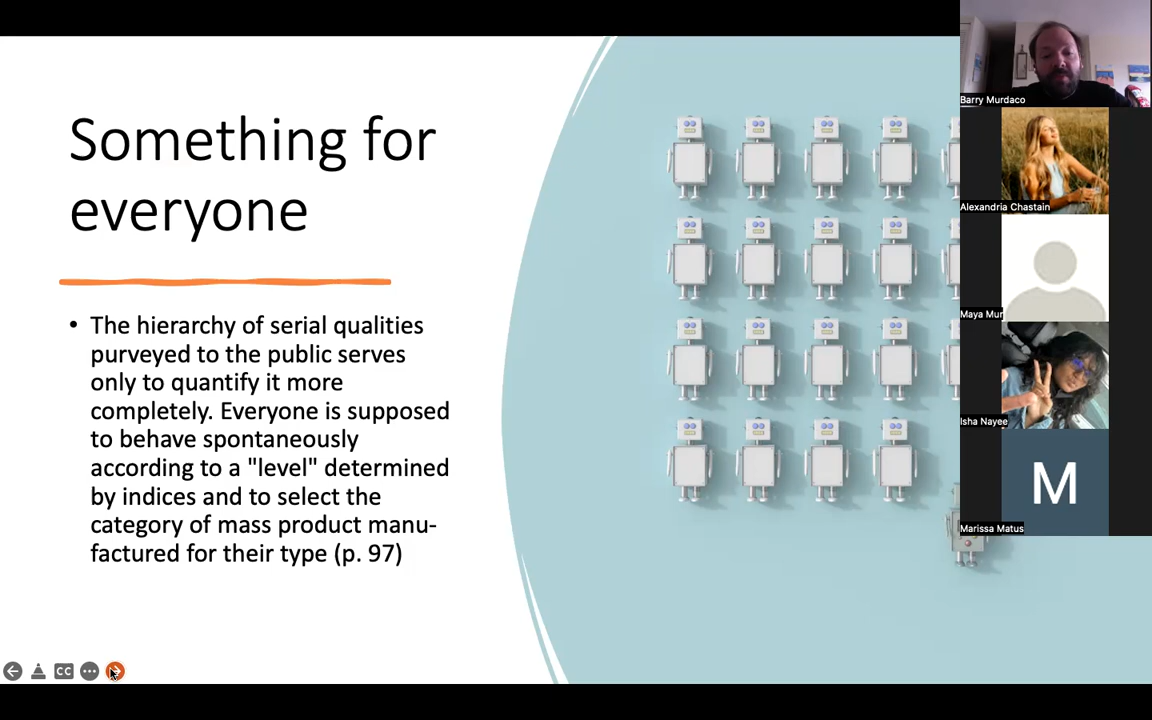 Something for
everyone
• The hierarchy of serial qualities
purveyed to the public serves
only to quantify it more
completely. Everyone is supposed
to behave spontaneously
according to a "level" determined
by indices and to select the
category of mass product manu-
factured for their type (p. 97)
CC
Barry Murdaco
Alexandria Chastain
Maya Mur
Isha Nayee
M
Marissa Matus